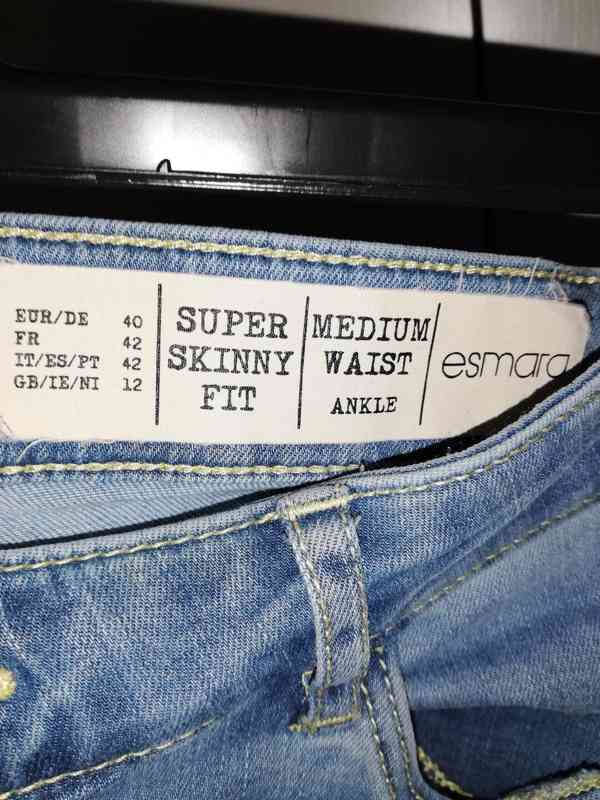 EUR/DE 40
FR 42
IT/ES/PT 42
GB/IE/NI 12
SUPER
SKINNY
FIT
MEDIUM
WAIST
ANKLE
esmara